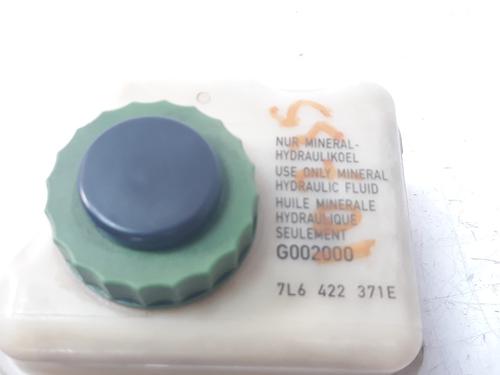 NUR MINERAL-
HYDRAULIKOEL
USE ONLY MINERAL
HYDRAULIC FLUID
HUILE MINERALE
HYDRAULIQUE
SEULEMENT
G002000
7L6 422 371E